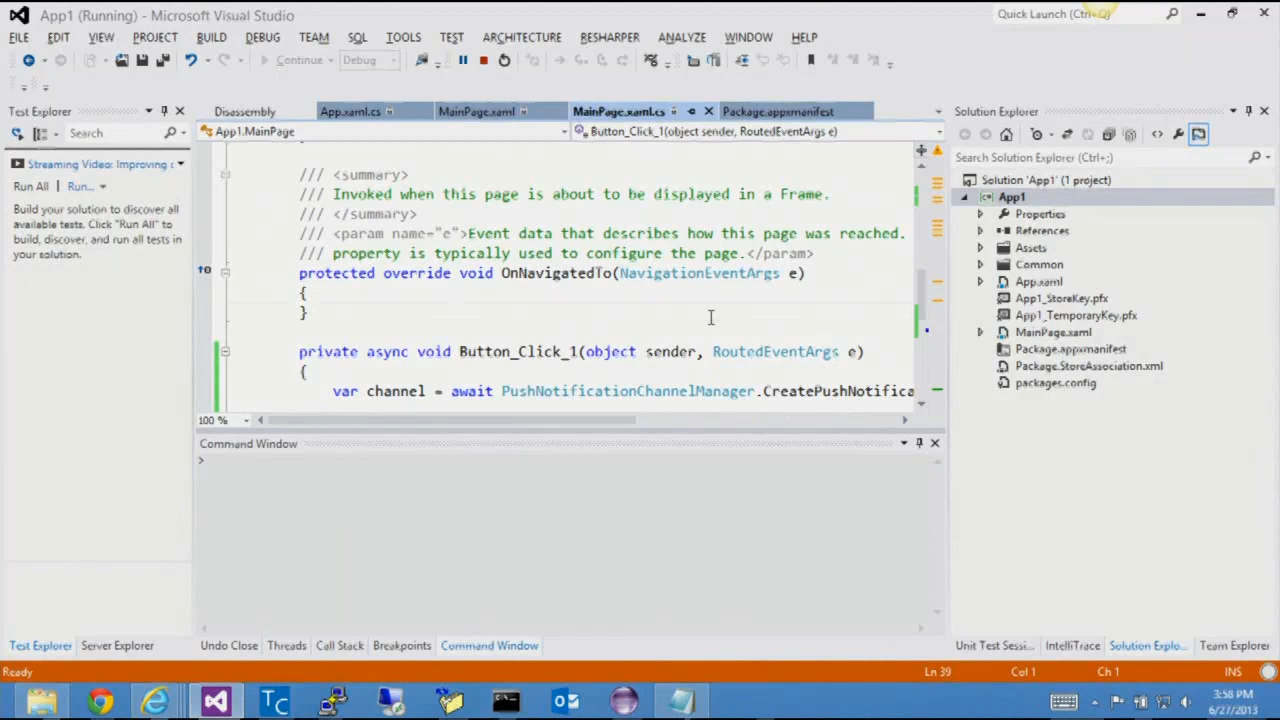 App1 (Running) - Microsoft Visual Studio
Quick Launch (Ctrl+Q)
FILE EDIT VIEW PROJECT BUILD DEBUG TEAM SQL TOOLS TEST ARCHITECTURE RESHARPER ANALYZE WINDOW HELP
Continue Debug
Test Explorer
Search
Streaming Video: Improving c
Run All Run...
Build your solution to discover all
available tests. Click "Run All" to
build, discover, and run all tests in
your solution.
Disassembly App.xaml.cs MainPage.xaml MainPage.xaml.cs Package.appxmanifest
App1.MainPage Button_Click_1(object sender, RoutedEventArgs e)
/// <summary>
/// Invoked when this page is about to be displayed in a Frame.
/// </summary>
/// <param name="e">Event data that describes how this page was reached.
/// property is typically used to configure the page.</param>
protected override void OnNavigatedTo(NavigationEventArgs e)
{
}
private async void Button_Click_1(object sender, RoutedEventArgs e)
{
var channel = await PushNotificationChannelManager.CreatePushNotifica
100 %
Command Window
>
Solution Explorer
Search Solution Explorer (Ctrl+;)
Solution 'App1' (1 project)
App1
Properties
References
Assets
Common
App.xaml
App1_StoreKey.pfx
App1_TemporaryKey.pfx
MainPage.xaml
Package.appxmanifest
Package.StoreAssociation.xml
packages.config
Test Explorer Server Explorer
Undo Close Threads Call Stack Breakpoints Command Window
Unit Test Sessi... IntelliTrace Solution Explo... Team Explorer
Ready Ln 39 Col 1 Ch 1 INS
TC
3:58 PM
6/27/2013